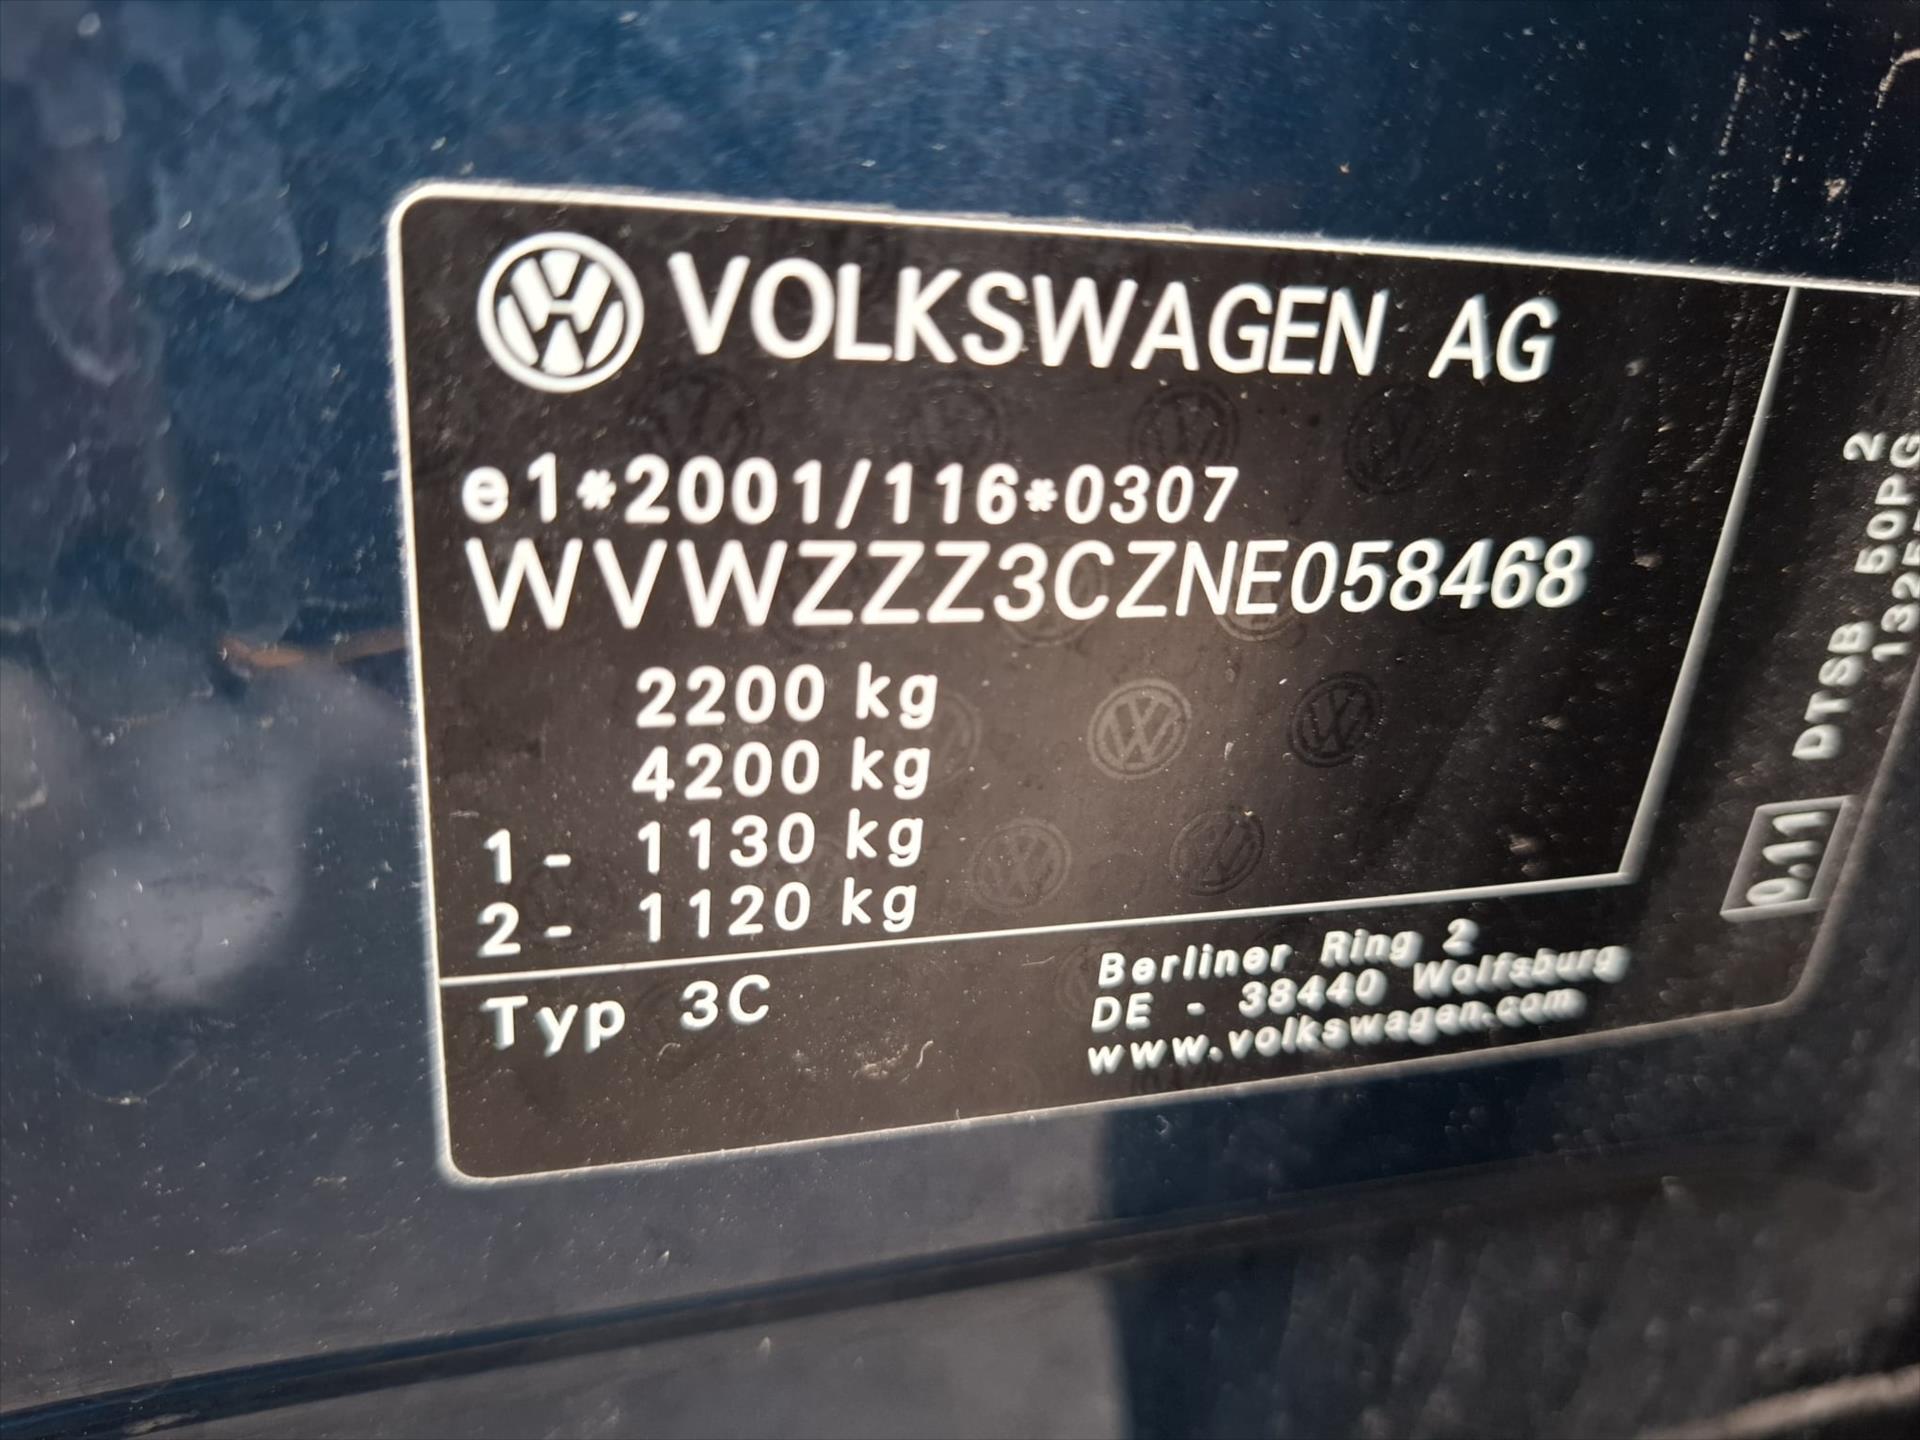 VOLKSWAGEN AG
e1*2001/116*0307
WVWZZZ3CZNE058468
2200 kg
4200 kg
1 - 1130 kg
2 - 1120 kg
Typ 3C
Berliner Ring 2
DE - 38440 Wolfsburg
www.volkswagen.com
0.11
DTSB 50PG
2